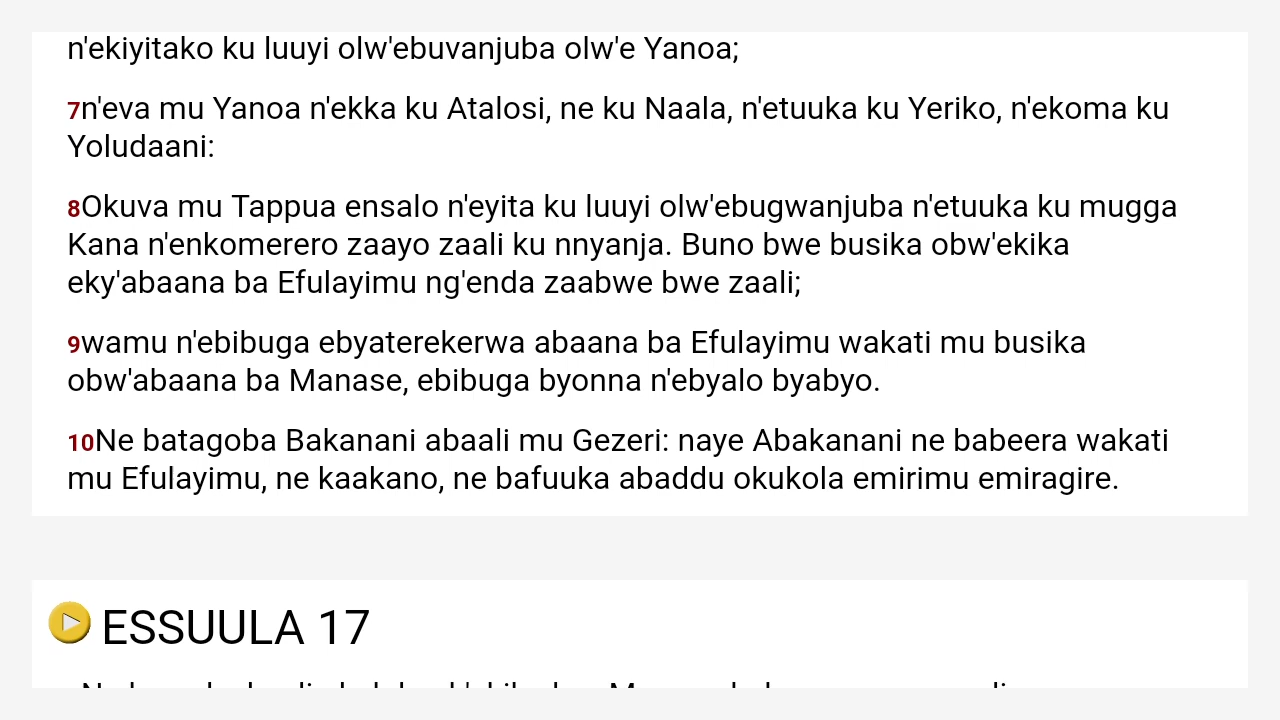 n'ekiyitako ku luuyi olw'ebuvanjuba olw'e Yanoa;
7n'eva mu Yanoa n'ekka ku Atalosi, ne ku Naala, n'etuuka ku Yeriko, n'ekoma ku
Yoludaani:
8Okuva mu Tappua ensalo n'eyita ku luuyi olw'ebugwanjuba n'etuuka ku mugga
Kana n'enkomerero zaayo zaali ku nnyanja. Buno bwe busika obw'ekika
eky'abaana ba Efulayimu ng'enda zaabwe bwe zaali;
9wamu n'ebibuga ebyaterekerwa abaana ba Efulayimu wakati mu busika
obw'abaana ba Manase, ebibuga byonna n'ebyalo byabyo.
10Ne batagoba Bakanani abaali mu Gezeri: naye Abakanani ne babeera wakati
mu Efulayimu, ne kaakano, ne bafuuka abaddu okukola emirimu emiragire.
ESSUULA 17